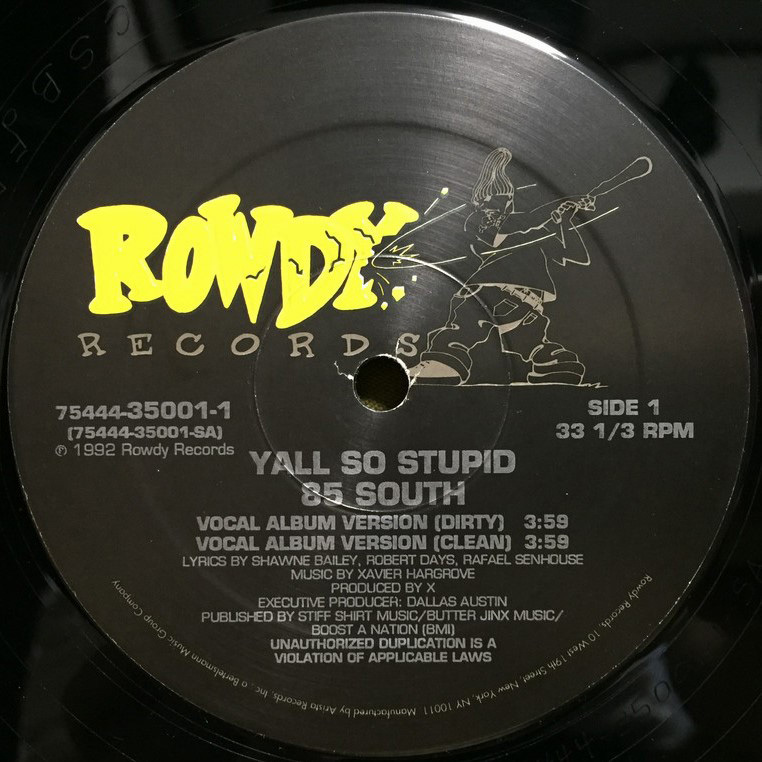 ROWDY
RECORDS
75444-35001-1
(75444-35001-SA)
℗ 1992 Rowdy Records
SIDE 1
33 1/3 RPM
YALL SO STUPID
85 SOUTH
VOCAL ALBUM VERSION (DIRTY) 3:59
VOCAL ALBUM VERSION (CLEAN) 3:59
LYRICS BY SHAWNE BAILEY, ROBERT DAYS, RAFAEL SENHOUSE
MUSIC BY XAVIER HARGROVE
PRODUCED BY X
EXECUTIVE PRODUCER: DALLAS AUSTIN
PUBLISHED BY STIFF SHIRT MUSIC/BUTTER JINX MUSIC/
BOOST A NATION (BMI)
UNAUTHORIZED DUPLICATION IS A
VIOLATION OF APPLICABLE LAWS
Rowdy Records, 10 West 19th Street, New York, NY 10011 Manufactured by Arista Records, Inc., a Bertelsmann Music Group Company